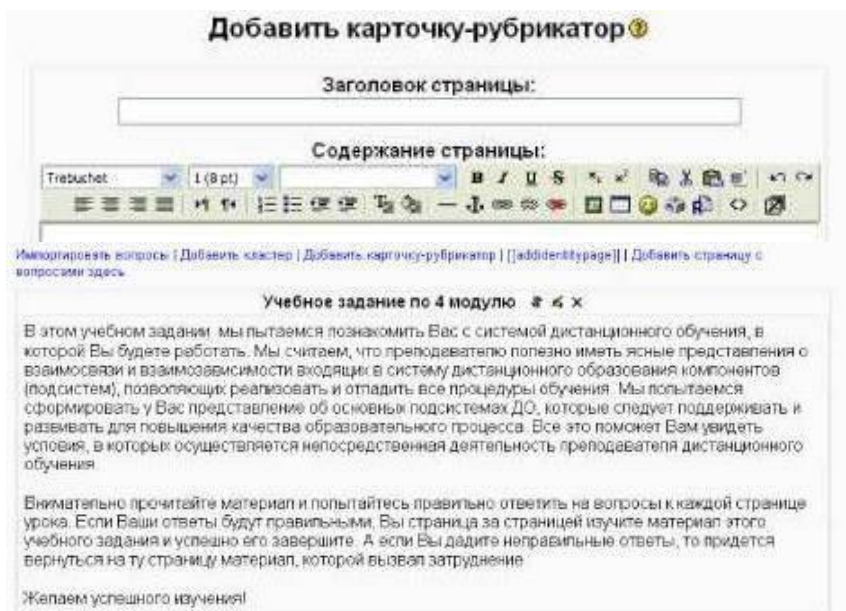 Добавить карточку-рубрикатор
Заголовок страницы:
Содержание страницы:
Trebuchet 1 (8 pt) B I U S
Импортировать вопросы | Добавить кластер | Добавить карточку-рубрикатор | [[addidentitypage]] | Добавить страницу с
вопросами здесь
Учебное задание по 4 модулю
В этом учебном задании мы пытаемся познакомить Вас с системой дистанционного обучения, в
которой Вы будете работать. Мы считаем, что преподавателю полезно иметь ясные представления о
взаимосвязи и взаимозависимости входящих в систему дистанционного образования компонентов
(подсистем), позволяющих реализовать и отладить все процедуры обучения. Мы попытаемся
сформировать у Вас представление об основных подсистемах ДО, которые следует поддерживать и
развивать для повышения качества образовательного процесса. Все это поможет Вам увидеть
условия, в которых осуществляется непосредственная деятельность преподавателя дистанционного
обучения.
Внимательно прочитайте материал и попытайтесь правильно ответить на вопросы к каждой странице
урока. Если Ваши ответы будут правильными, Вы страница за страницей изучите материал этого
учебного задания и успешно его завершите. А если Вы дадите неправильные ответы, то придется
вернуться на ту страницу материал, которой вызвал затруднение
Желаем успешного изучения!